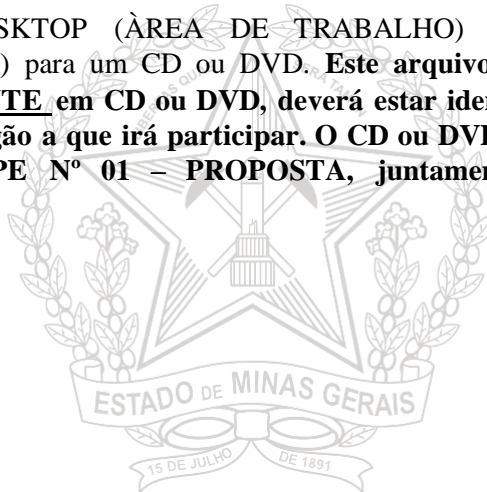 SKTOP (ÀREA DE TRABALHO)
) para um CD ou DVD. Este arquivo
TE em CD ou DVD, deverá estar iden
gão a que irá participar. O CD ou DVD
PE Nº 01 – PROPOSTA, juntamen
ESTADO DE MINAS GERAIS
15 DE JULHO DE 1891